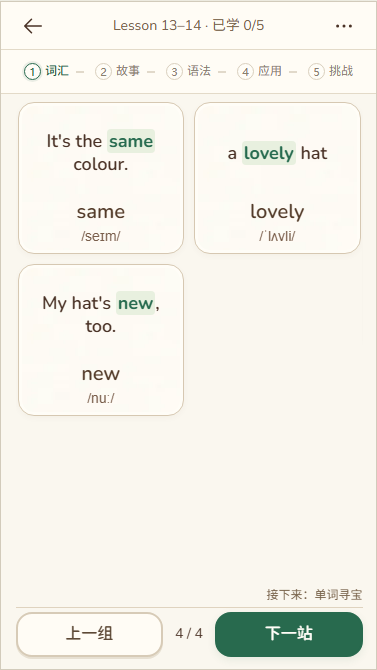 Lesson 13–14 · 已学 0/5
1 词汇 – 2 故事 – 3 语法 – 4 应用 – 5 挑战
It's the same
colour.
same
/seɪm/
a lovely hat
lovely
/ˈlʌvli/
My hat's new,
too.
new
/nuː/
接下来：单词寻宝
上一组
4 / 4
下一站